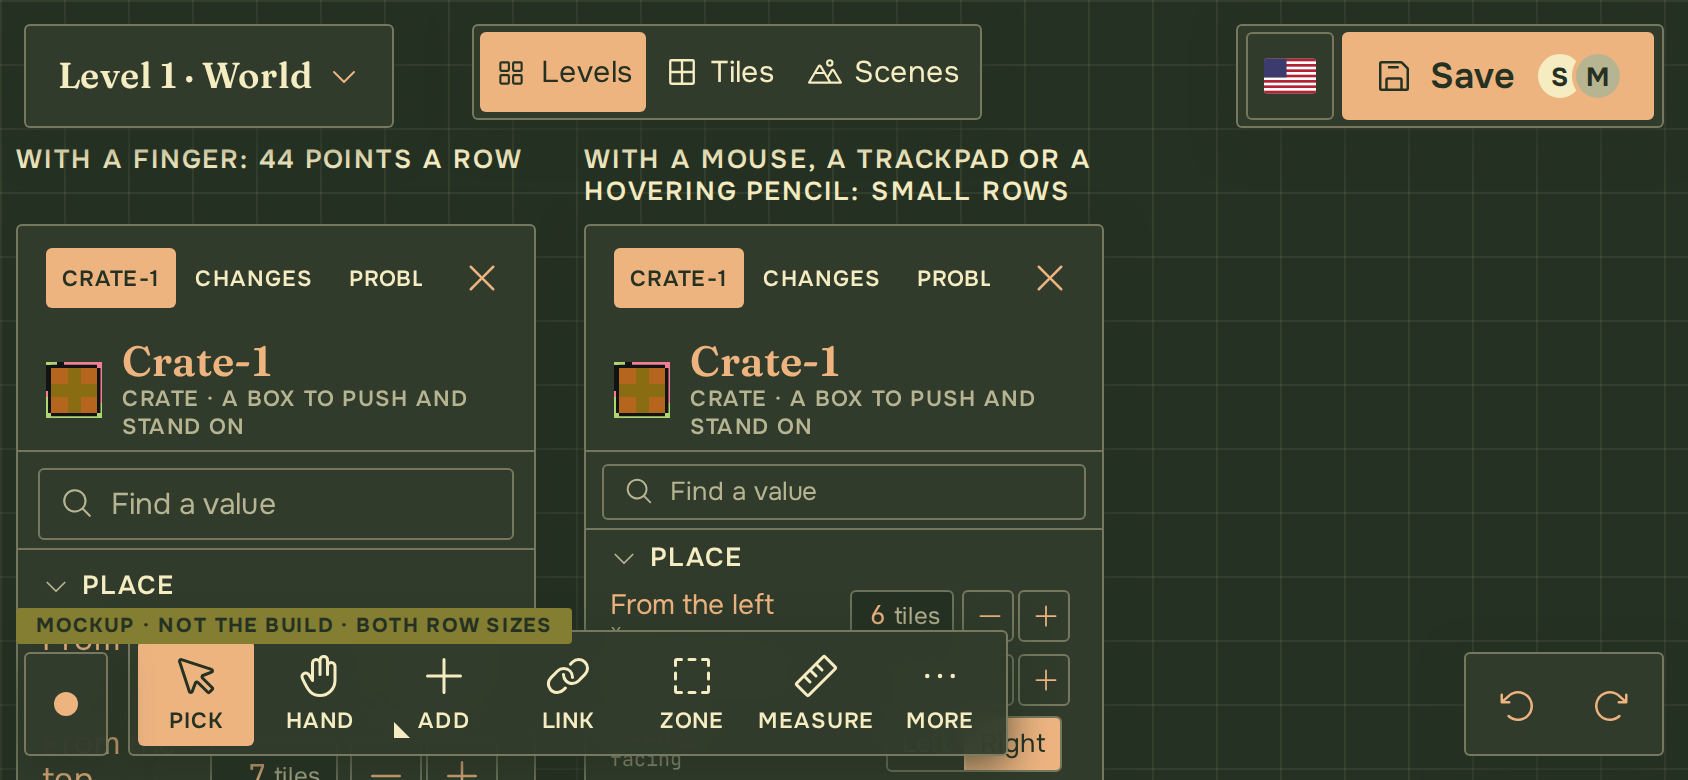 Level 1 · World
Levels
Tiles
Scenes
Save
S
M
WITH A FINGER: 44 POINTS A ROW
CRATE-1
CHANGES
PROBL
Crate-1
CRATE · A BOX TO PUSH AND
STAND ON
Find a value
PLACE
WITH A MOUSE, A TRACKPAD OR A
HOVERING PENCIL: SMALL ROWS
CRATE-1
CHANGES
PROBL
Crate-1
CRATE · A BOX TO PUSH AND
STAND ON
Find a value
PLACE
From the left
6 tiles
MOCKUP · NOT THE BUILD · BOTH ROW SIZES
PICK
HAND
ADD
LINK
ZONE
MEASURE
MORE
Right
facing
From
top
7 tiles